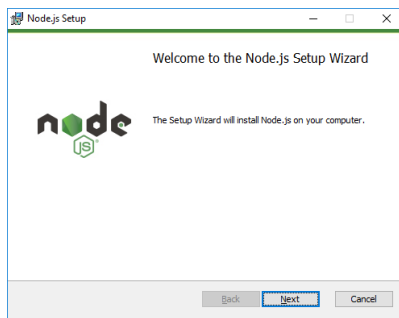 Node.js Setup
Welcome to the Node.js Setup Wizard
node
JS
The Setup Wizard will install Node.js on your computer.
Back Next Cancel